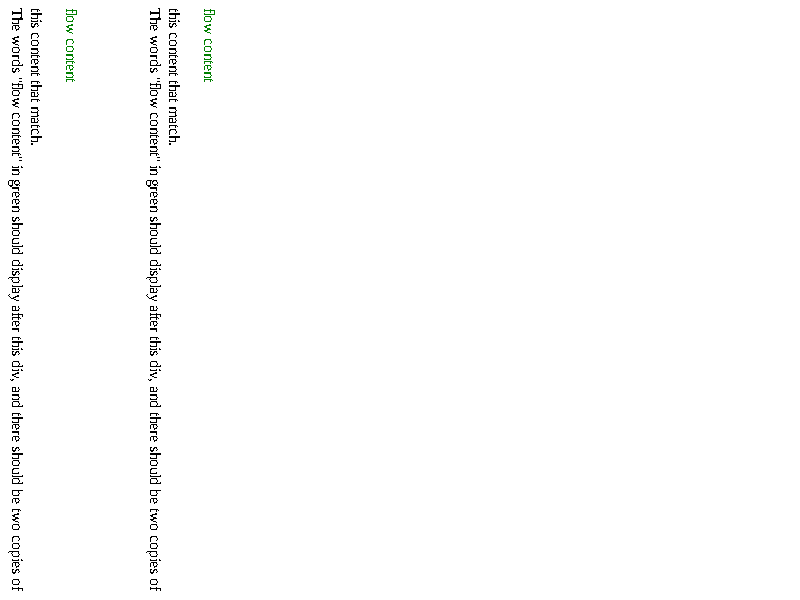 The words "flow content" in green should display after this div, and there should be two copies of
this content that match.
flow content
The words "flow content" in green should display after this div, and there should be two copies of
this content that match.
flow content